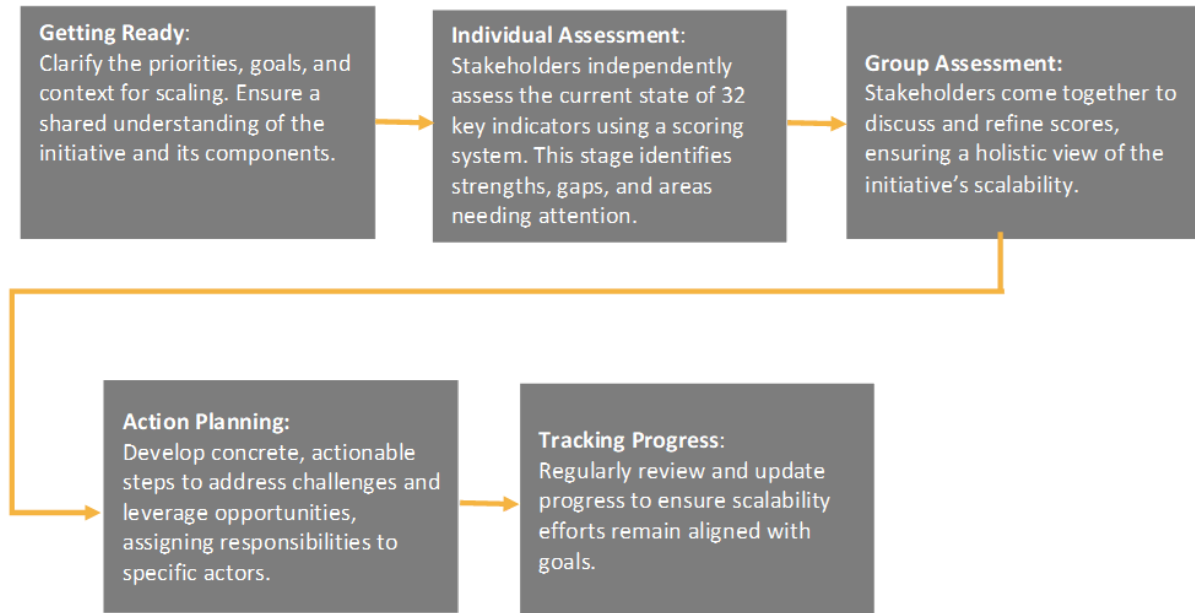 Getting Ready:
Clarify the priorities, goals, and
context for scaling. Ensure a
shared understanding of the
initiative and its components.
Individual Assessment:
Stakeholders independently
assess the current state of 32
key indicators using a scoring
system. This stage identifies
strengths, gaps, and areas
needing attention.
Group Assessment:
Stakeholders come together to
discuss and refine scores,
ensuring a holistic view of the
initiative’s scalability.
Action Planning:
Develop concrete, actionable
steps to address challenges and
leverage opportunities,
assigning responsibilities to
specific actors.
Tracking Progress:
Regularly review and update
progress to ensure scalability
efforts remain aligned with
goals.